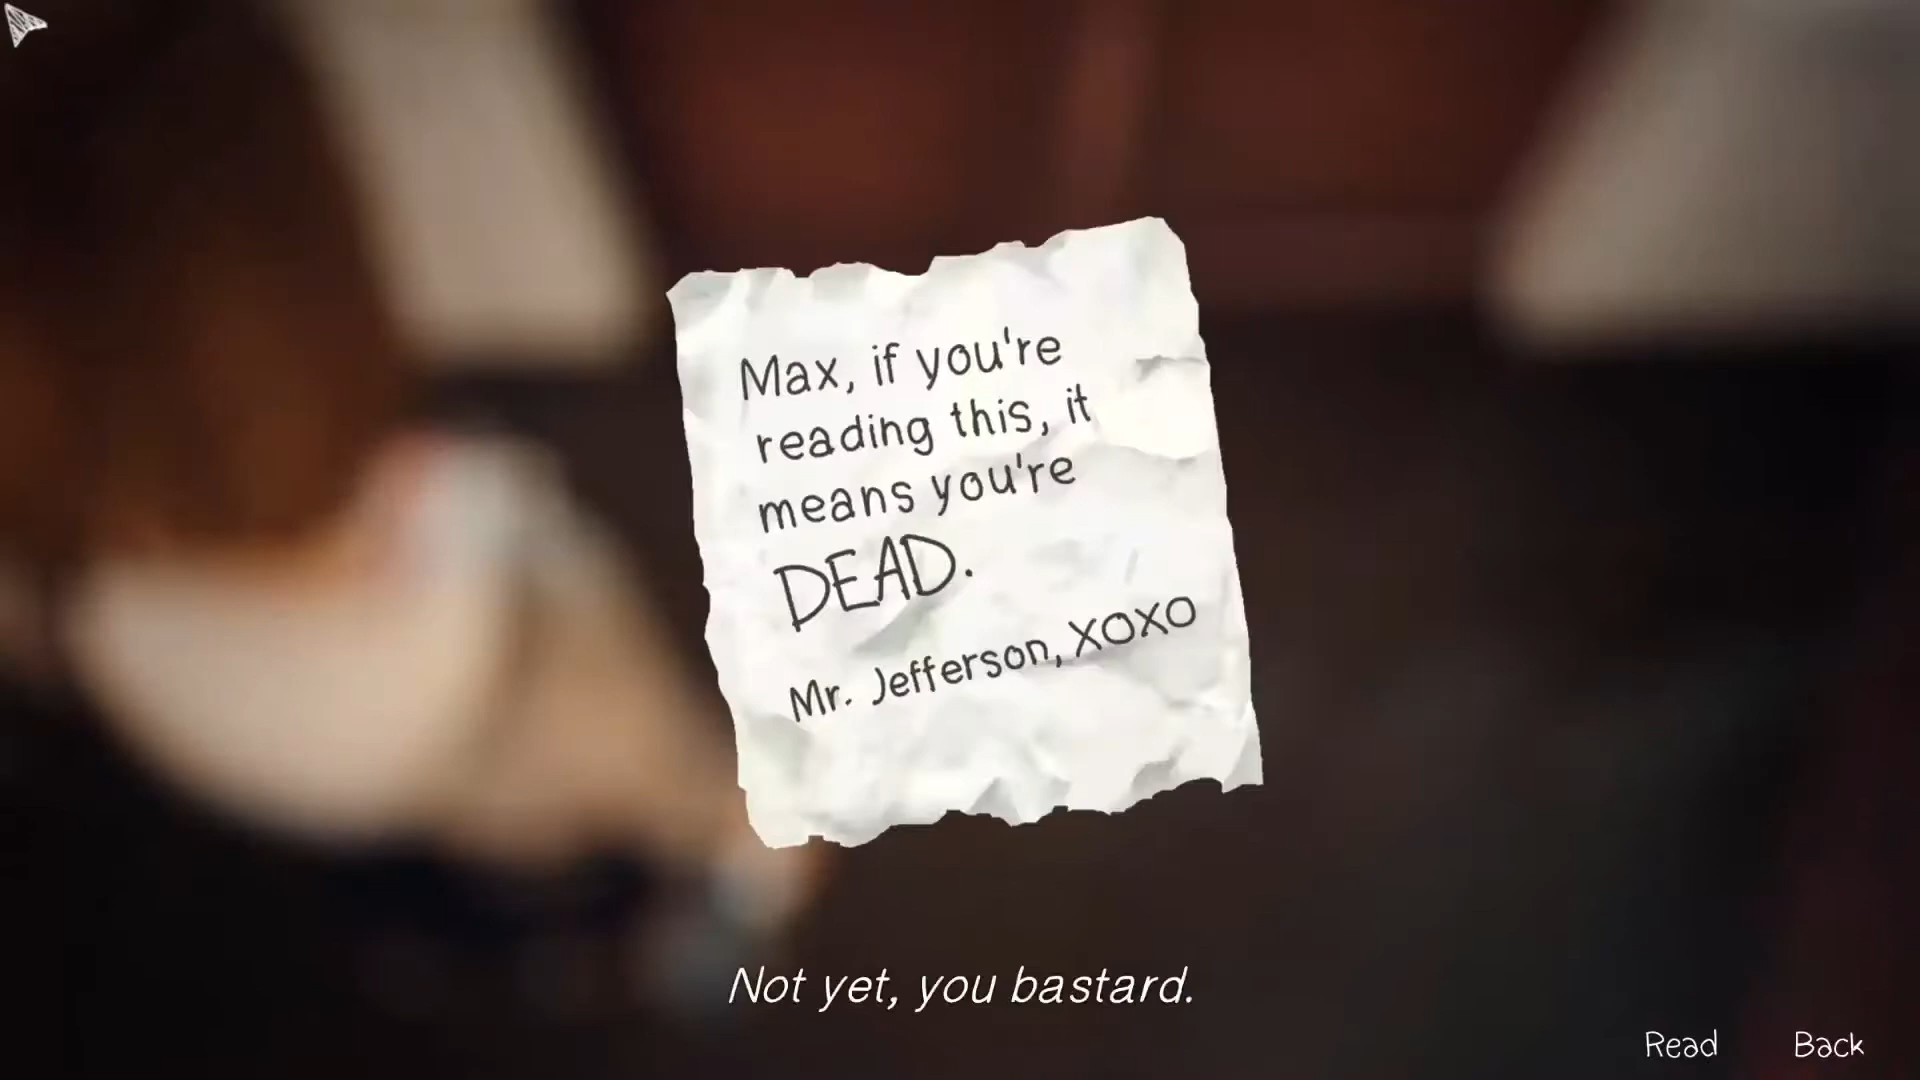 Max, if you're
reading this, it
means you're
DEAD.
Mr. Jefferson, XOXO
Not yet, you bastard.
Read Back